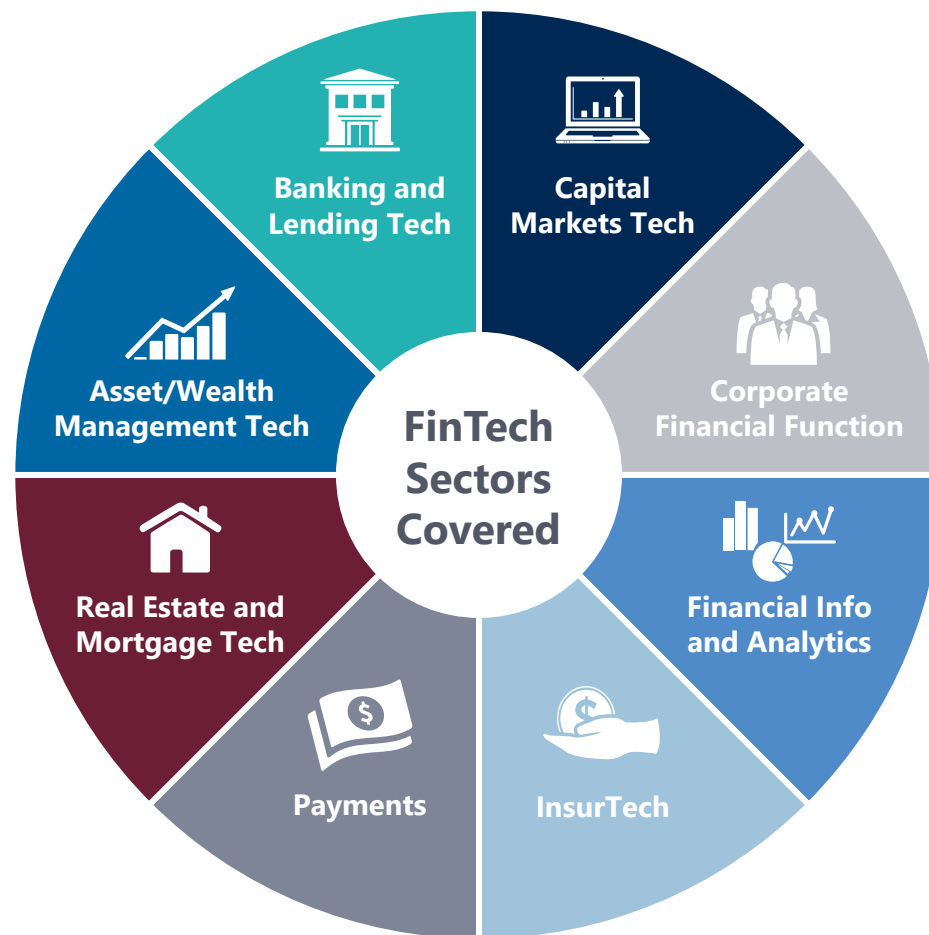 Banking and
Lending Tech
Capital
Markets Tech
Corporate
Financial Function
Financial Info
and Analytics
InsurTech
$
Payments
$
Real Estate and
Mortgage Tech
Asset/Wealth
Management Tech
FinTech
Sectors
Covered